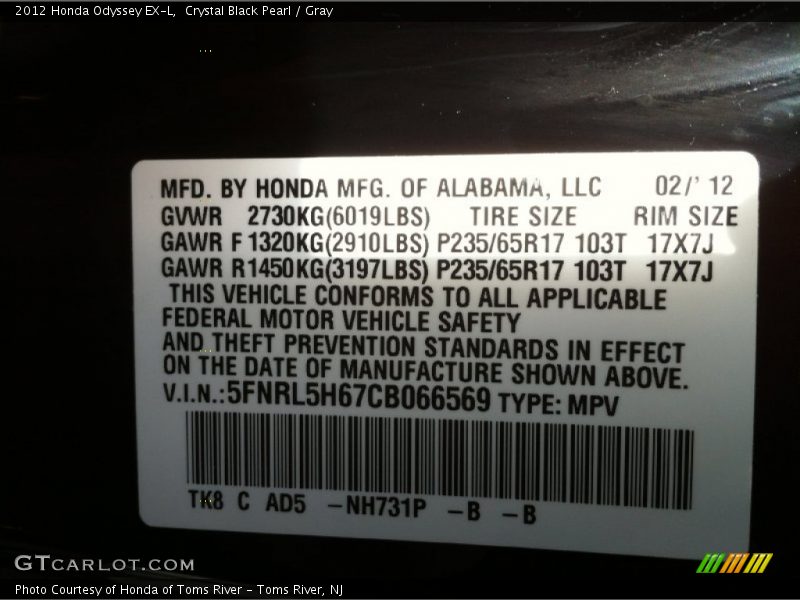 2012 Honda Odyssey EX-L, Crystal Black Pearl / Gray
MFD. BY HONDA MFG. OF ALABAMA, LLC 02/' 12
GVWR 2730KG(6019LBS) TIRE SIZE RIM SIZE
GAWR F 1320KG(2910LBS) P235/65R17 103T 17X7J
GAWR R1450KG(3197LBS) P235/65R17 103T 17X7J
THIS VEHICLE CONFORMS TO ALL APPLICABLE
FEDERAL MOTOR VEHICLE SAFETY
AND THEFT PREVENTION STANDARDS IN EFFECT
ON THE DATE OF MANUFACTURE SHOWN ABOVE.
V.I.N.:5FNRL5H67CB066569 TYPE: MPV
TK8 C AD5 -NH731P -B -B
GTCARLOT.COM
Photo Courtesy of Honda of Toms River - Toms River, NJ